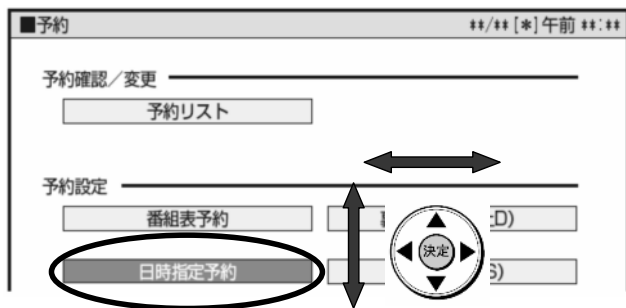 ■予約 **/** [*]午前 **:**
予約確認／変更
予約リスト
予約設定
番組表予約 D)
日時指定予約 S)
決定